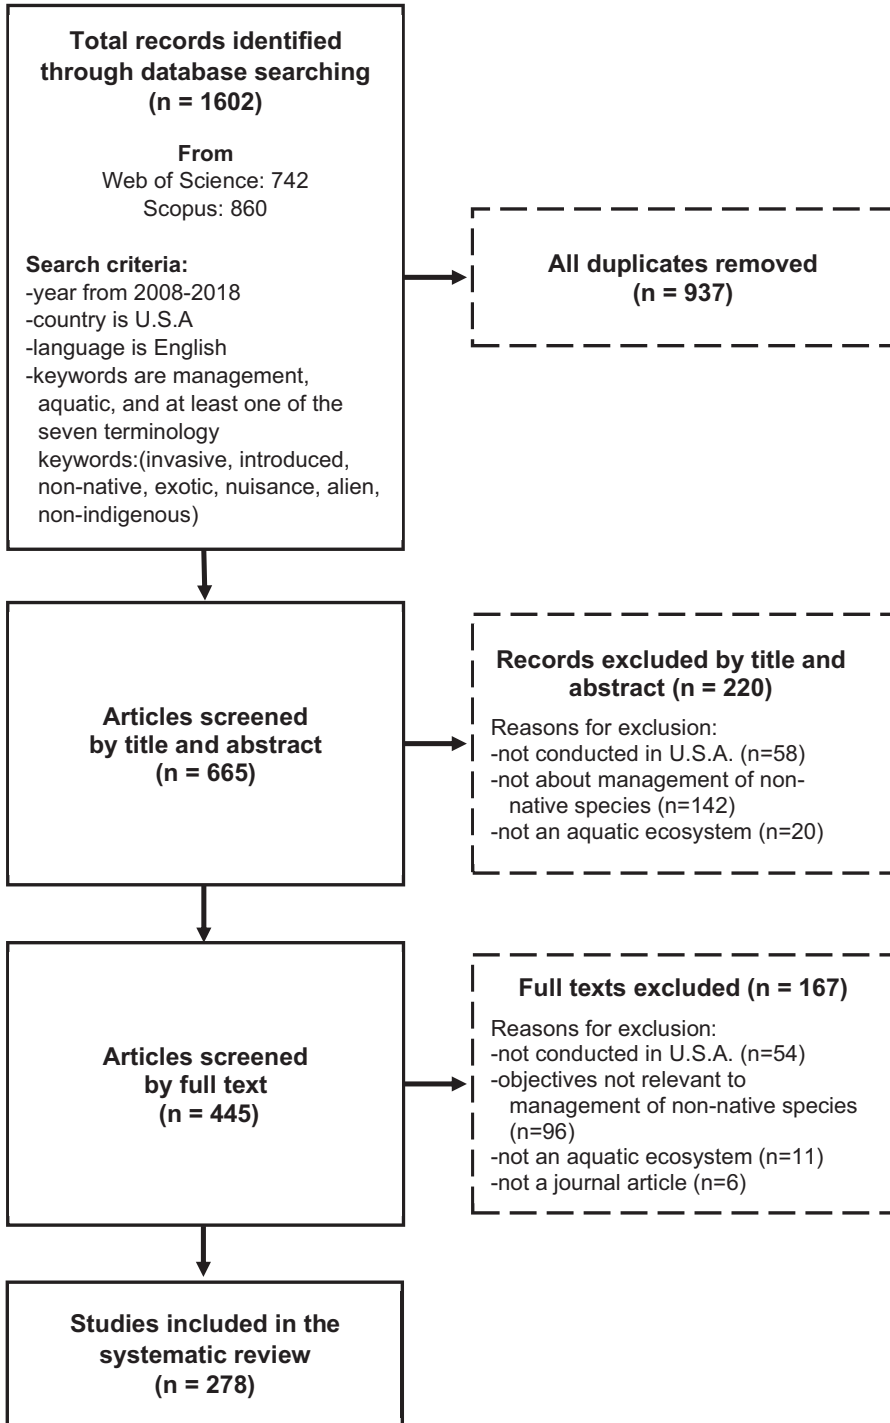 Total records identified
through database searching
(n = 1602)
From
Web of Science: 742
Scopus: 860
Search criteria:
-year from 2008-2018
-country is U.S.A
-language is English
-keywords are management,
aquatic, and at least one of the
seven terminology
keywords:(invasive, introduced,
non-native, exotic, nuisance, alien,
non-indigenous)
All duplicates removed
(n = 937)
Articles screened
by title and abstract
(n = 665)
Records excluded by title and
abstract (n = 220)
Reasons for exclusion:
-not conducted in U.S.A. (n=58)
-not about management of non-
native species (n=142)
-not an aquatic ecosystem (n=20)
Articles screened
by full text
(n = 445)
Full texts excluded (n = 167)
Reasons for exclusion:
-not conducted in U.S.A. (n=54)
-objectives not relevant to
management of non-native species
(n=96)
-not an aquatic ecosystem (n=11)
-not a journal article (n=6)
Studies included in the
systematic review
(n = 278)